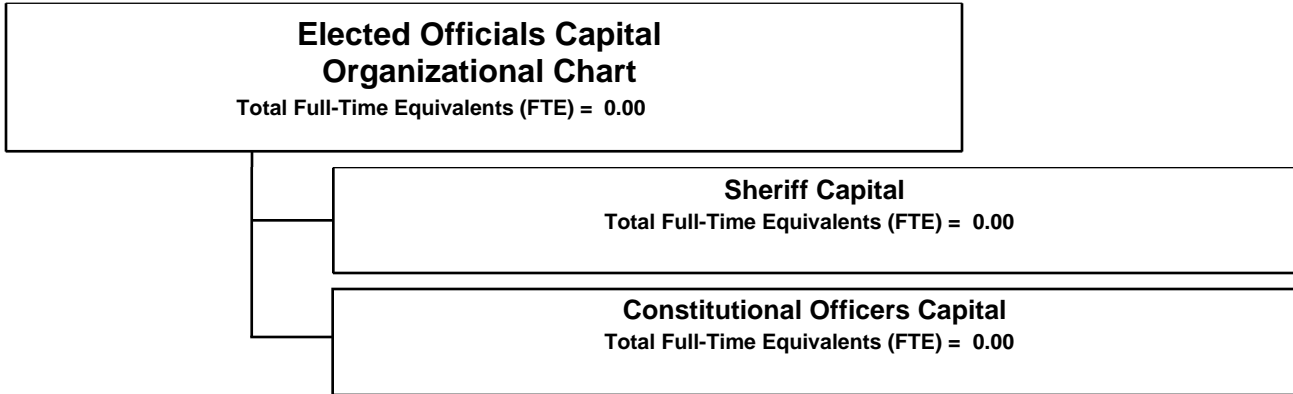 Elected Officials Capital
Organizational Chart
Total Full-Time Equivalents (FTE) = 0.00
Sheriff Capital
Total Full-Time Equivalents (FTE) = 0.00
Constitutional Officers Capital
Total Full-Time Equivalents (FTE) = 0.00